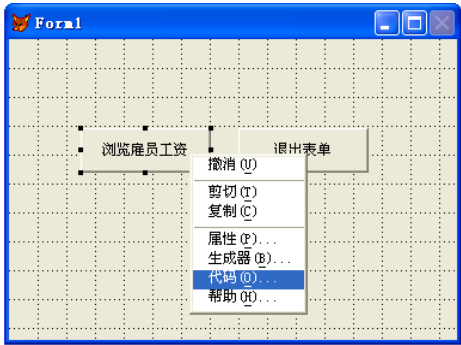 Form1
浏览雇员工资
退出表单
撤消(U)
剪切(T)
复制(C)
属性(P)...
生成器(B)...
代码(O)...
帮助(H)...